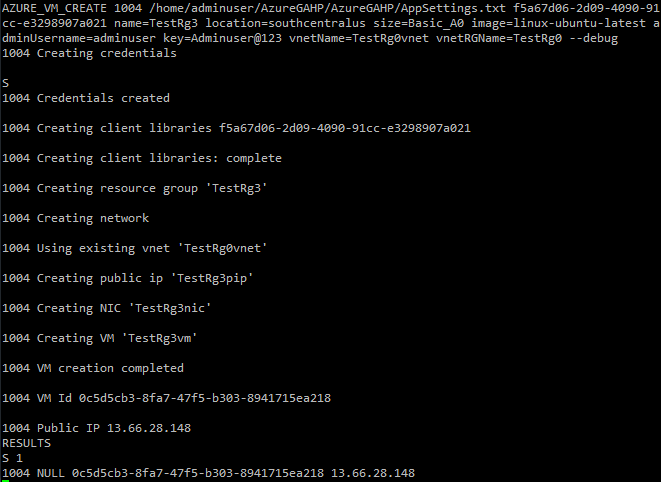 AZURE_VM_CREATE 1004 /home/adminuser/AzureGAHP/AzureGAHP/AppSettings.txt f5a67d06-2d09-4090-91
cc-e3298907a021 name=TestRg3 location=southcentralus size=Basic_A0 image=linux-ubuntu-latest a
dminUsername=adminuser key=Adminuser@123 vnetName=TestRg0vnet vnetRGName=TestRg0 --debug
1004 Creating credentials
S
1004 Credentials created
1004 Creating client libraries f5a67d06-2d09-4090-91cc-e3298907a021
1004 Creating client libraries: complete
1004 Creating resource group 'TestRg3'
1004 Creating network
1004 Using existing vnet 'TestRg0vnet'
1004 Creating public ip 'TestRg3pip'
1004 Creating NIC 'TestRg3nic'
1004 Creating VM 'TestRg3vm'
1004 VM creation completed
1004 VM Id 0c5d5cb3-8fa7-47f5-b303-8941715ea218
1004 Public IP 13.66.28.148
RESULTS
S 1
1004 NULL 0c5d5cb3-8fa7-47f5-b303-8941715ea218 13.66.28.148